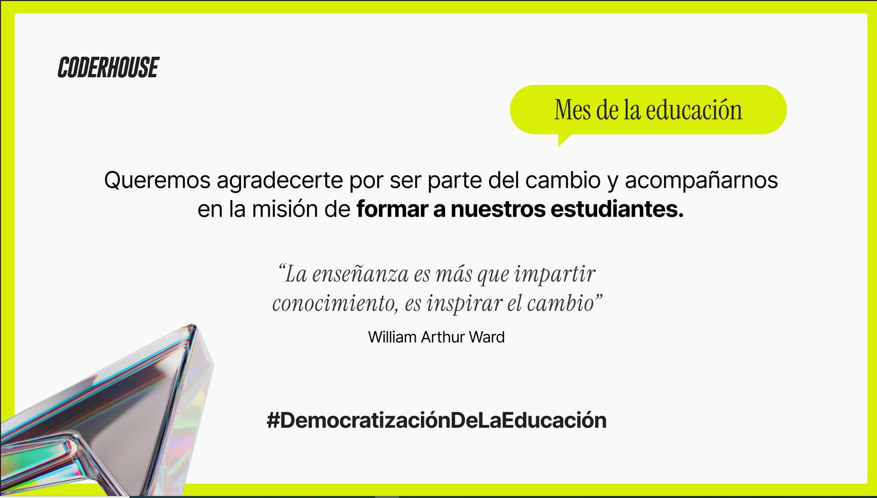 CODERHOUSE
Mes de la educación
Queremos agradecerte por ser parte del cambio y acompañarnos
en la misión de formar a nuestros estudiantes.
“La enseñanza es más que impartir
conocimiento, es inspirar el cambio”
William Arthur Ward
#DemocratizaciónDeLaEducación